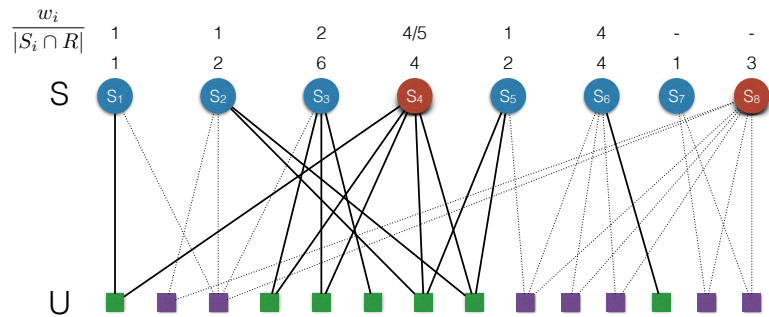 w_i 1 1 2 4/5 1 4 - -
|S_i ∩ R|
1 2 6 4 2 4 1 3
S S₁ S₂ S₃ S₄ S₅ S₆ S₇ S₈
U